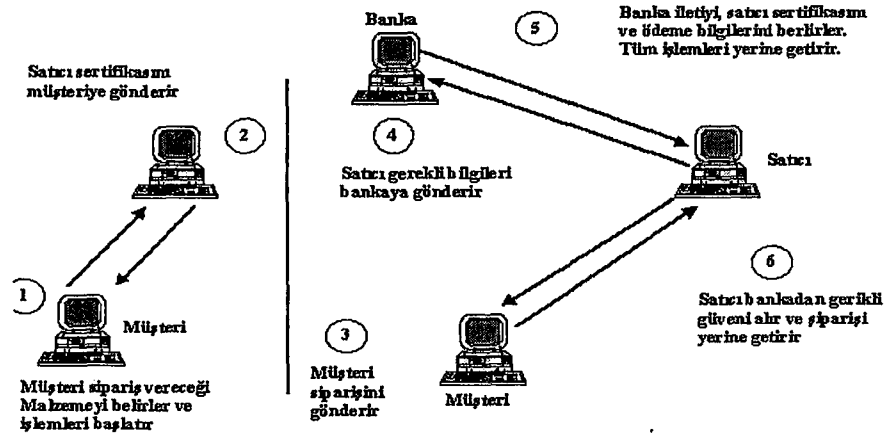 Banka
5
Banka iletiyi, satıcı sertifikasını
ve ödeme bilgilerini berlirler.
Tüm işlemleri yerine getirir.
Satıcı sertifikasını
müşteriye gönderir
2
4
Satıcı gerekli bilgileri
bankaya gönderir
Satıcı
1
Müşteri
Müşteri sipariş vereceği
Malzemeyi belirler ve
işlemleri başlatır
3
Müşteri
siparişini
gönderir
Müşteri
6
Satıcı bankadan gerikli
güveni alır ve siparişi
yerine getirir